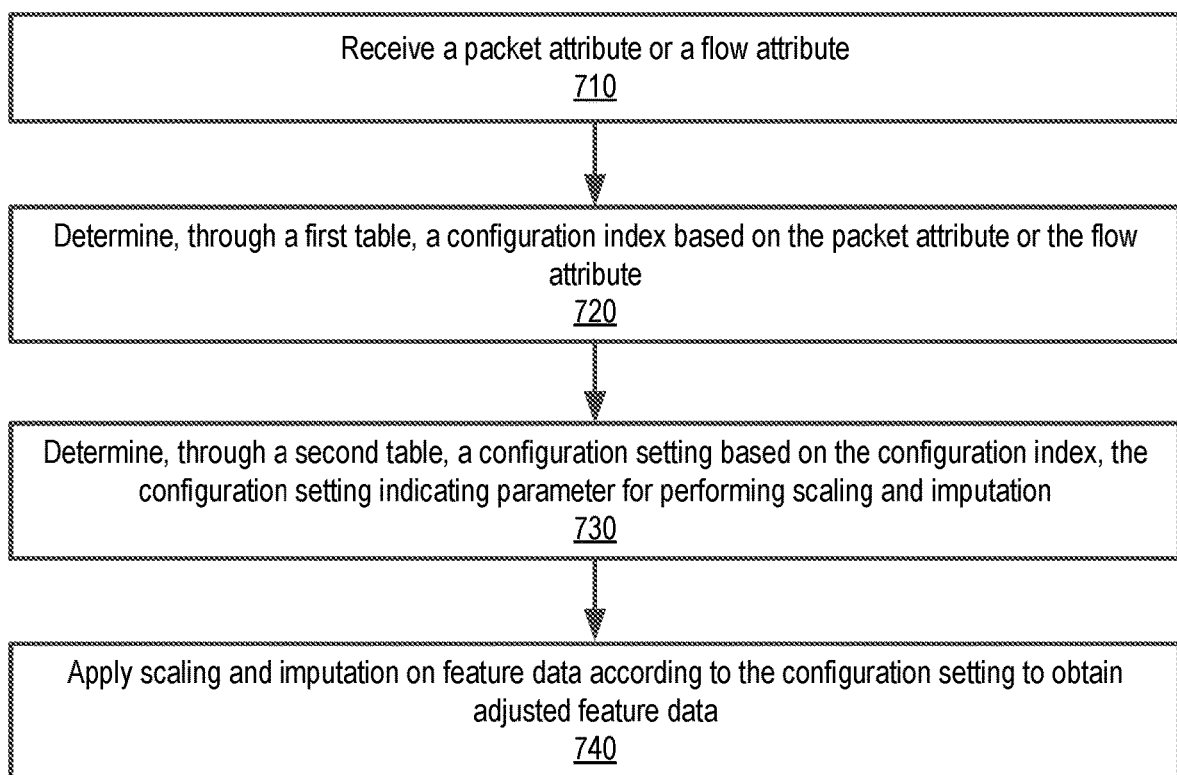 Receive a packet attribute or a flow attribute
710
Determine, through a first table, a configuration index based on the packet attribute or the flow
attribute
720
Determine, through a second table, a configuration setting based on the configuration index, the
configuration setting indicating parameter for performing scaling and imputation
730
Apply scaling and imputation on feature data according to the configuration setting to obtain
adjusted feature data
740